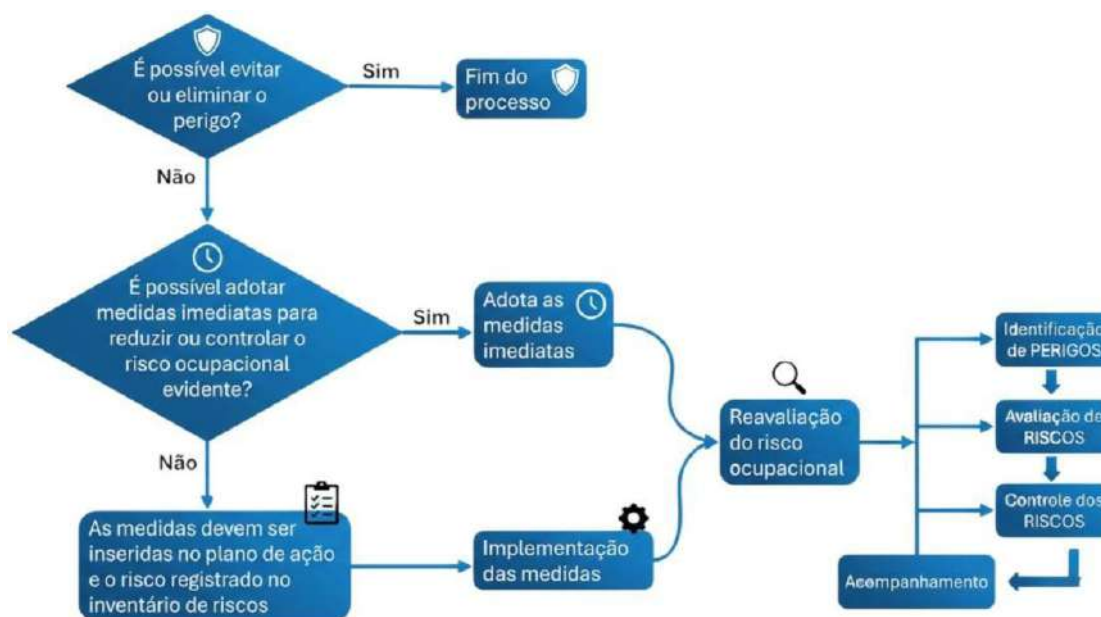 É possível evitar
ou eliminar o
perigo?
Sim
Fim do
processo
Não
É possível adotar
medidas imediatas para
reduzir ou controlar o
risco ocupacional
evidente?
Sim
Adota as
medidas
imediatas
Não
As medidas devem ser
inseridas no plano de ação
e o risco registrado no
inventário de riscos
Implementação
das medidas
Reavaliação
do risco
ocupacional
Identificação
de PERIGOS
Avaliação de
RISCOS
Controle dos
RISCOS
Acompanhamento